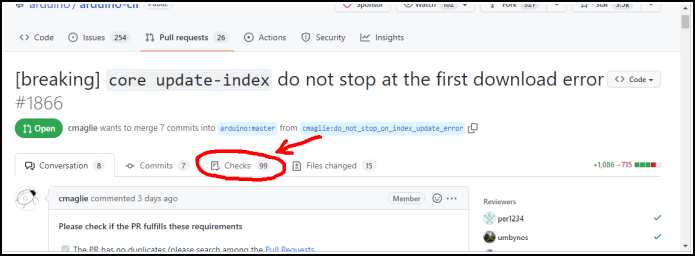 arduino / arduino-cli Public Sponsor Watch 102 Fork 321 Star 3.3k
Code Issues 254 Pull requests 26 Actions Security Insights
[breaking] core update-index do not stop at the first download error Code
#1866
Open cmaglie wants to merge 7 commits into arduino:master from cmaglie:do_not_stop_on_index_update_error
Conversation 8 Commits 7 Checks 99 Files changed 15 +1,086 −715
cmaglie commented 3 days ago Member ...
Reviewers
Please check if the PR fulfills these requirements
per1234
umbynos
The PR has no duplicates (please search among the Pull Requests